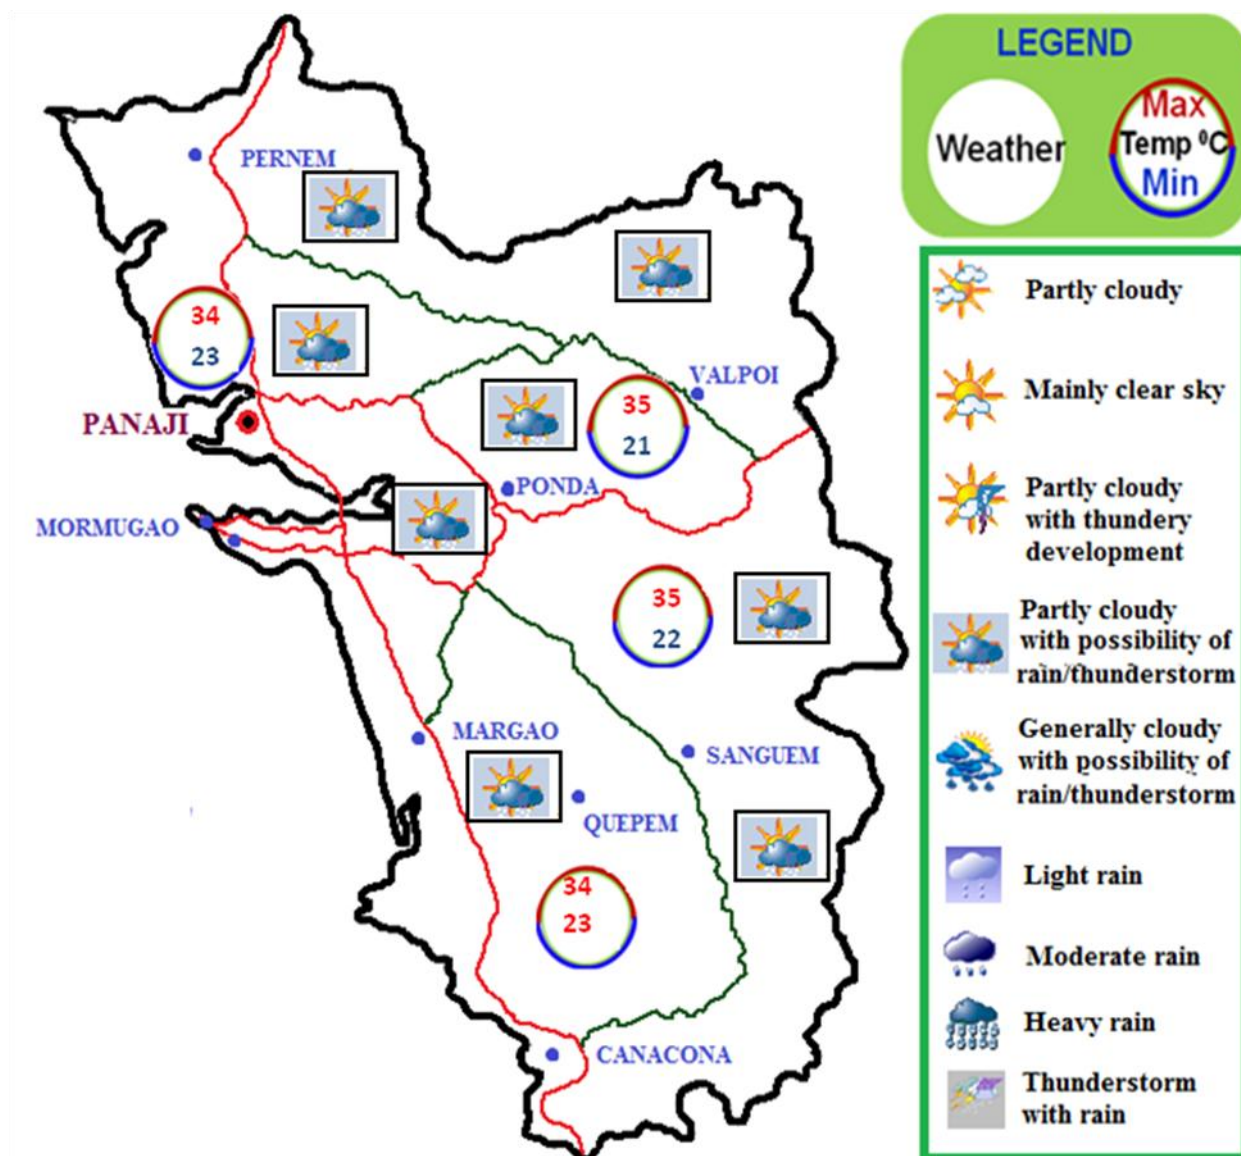 LEGEND
Weather
Max
Temp ⁰C
Min
PERNEM
34
23
PANAJI
VALPOI
35
21
PONDA
MORMUGAO
35
22
MARGAO
SANGUEM
QUEPEM
34
23
CANACONA
Partly cloudy
Mainly clear sky
Partly cloudy
with thundery
development
Partly cloudy
with possibility of
rain/thunderstorm
Generally cloudy
with possibility of
rain/thunderstorm
Light rain
Moderate rain
Heavy rain
Thunderstorm
with rain